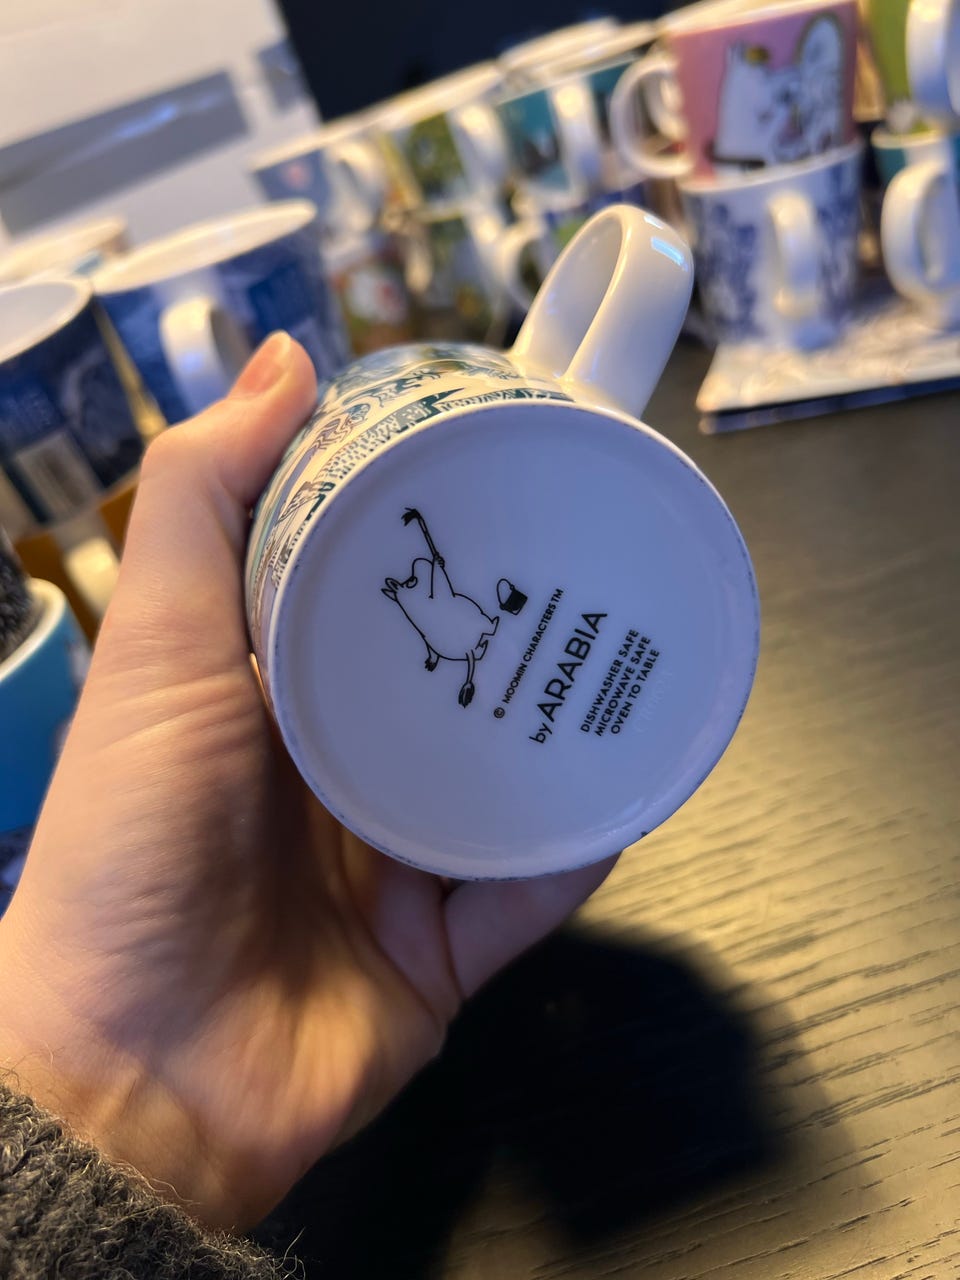 © MOOMIN CHARACTERS™
by ARABIA
DISHWASHER SAFE
MICROWAVE SAFE
OVEN TO TABLE